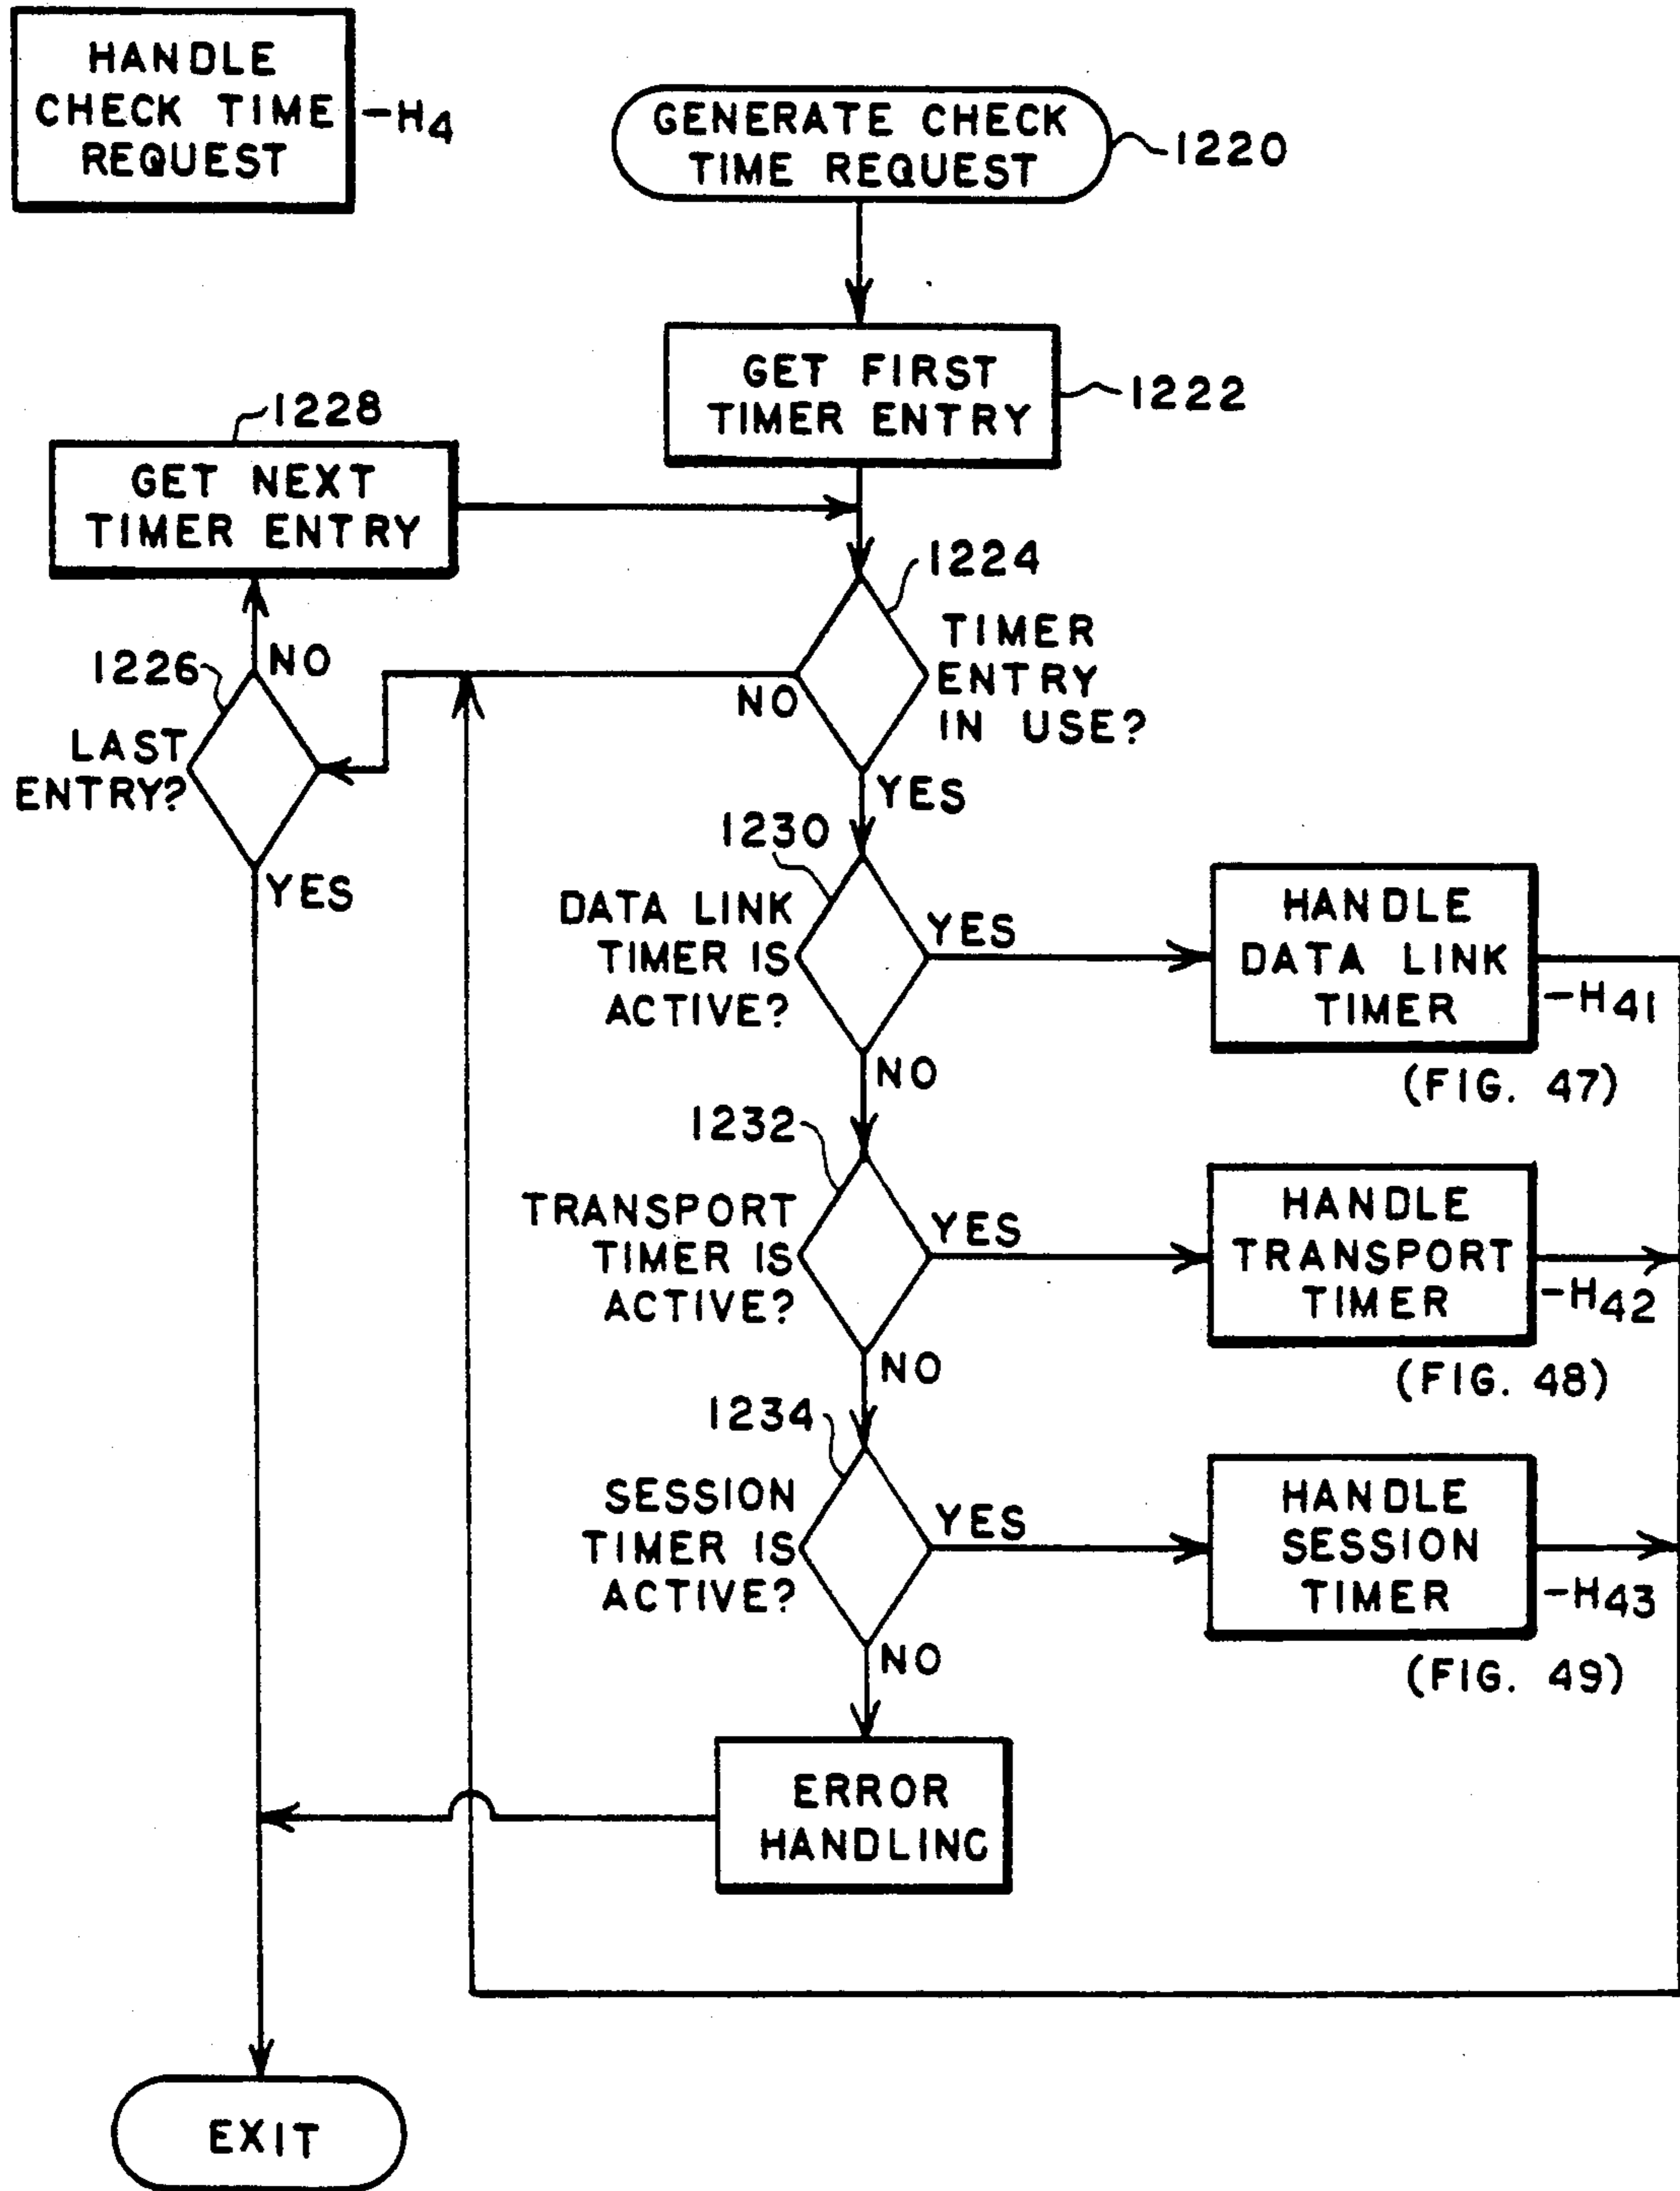 HANDLE
CHECK TIME
REQUEST
-H4
GENERATE CHECK
TIME REQUEST
1220
GET FIRST
TIMER ENTRY
1222
1228
GET NEXT
TIMER ENTRY
1224
TIMER
ENTRY
IN USE?
NO
YES
1226
NO
LAST
ENTRY?
YES
1230
DATA LINK
TIMER IS
ACTIVE?
YES
NO
HANDLE
DATA LINK
TIMER
-H41
(FIG. 47)
1232
TRANSPORT
TIMER IS
ACTIVE?
YES
NO
HANDLE
TRANSPORT
TIMER
-H42
(FIG. 48)
1234
SESSION
TIMER IS
ACTIVE?
YES
NO
HANDLE
SESSION
TIMER
-H43
(FIG. 49)
ERROR
HANDLING
EXIT